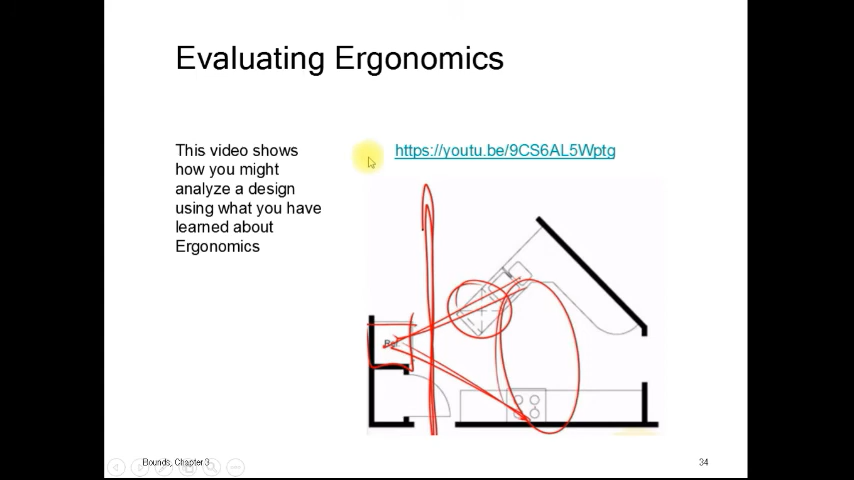 Evaluating Ergonomics
This video shows
how you might
analyze a design
using what you have
learned about
Ergonomics
https://youtu.be/9CS6AL5Wptg
Ref.
Bounds, Chapter 3
34